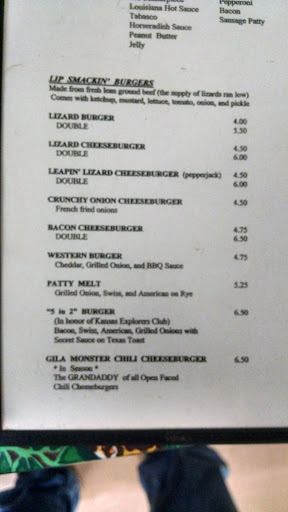 Pepperoni
Louisiana Hot Sauce Bacon
Tabasco Sausage Patty
Horseradish Sauce
Peanut Butter
Jelly
LIP SMACKIN' BURGERS
Made from fresh lean ground beef (the supply of lizards ran low)
Comes with ketchup, mustard, lettuce, tomato, onion, and pickle
LIZARD BURGER 4.00
DOUBLE 5.50
LIZARD CHEESEBURGER 4.50
DOUBLE 6.00
LEAPIN' LIZARD CHEESEBURGER (pepperjack) 4.50
DOUBLE 6.00
CRUNCHY ONION CHEESEBURGER 4.50
French fried onions
BACON CHEESEBURGER 4.75
DOUBLE 6.50
WESTERN BURGER 4.75
Cheddar, Grilled Onion, and BBQ Sauce
PATTY MELT 5.25
Grilled Onion, Swiss, and American on Rye
"5 in 2" BURGER 6.50
(In honor of Kansas Explorers Club)
Bacon, Swiss, American, Grilled Onions with
Secret Sauce on Texas Toast
GILA MONSTER CHILI CHEESEBURGER 6.50
* In Season *
The GRANDADDY of all Open Faced
Chili Cheeseburgers